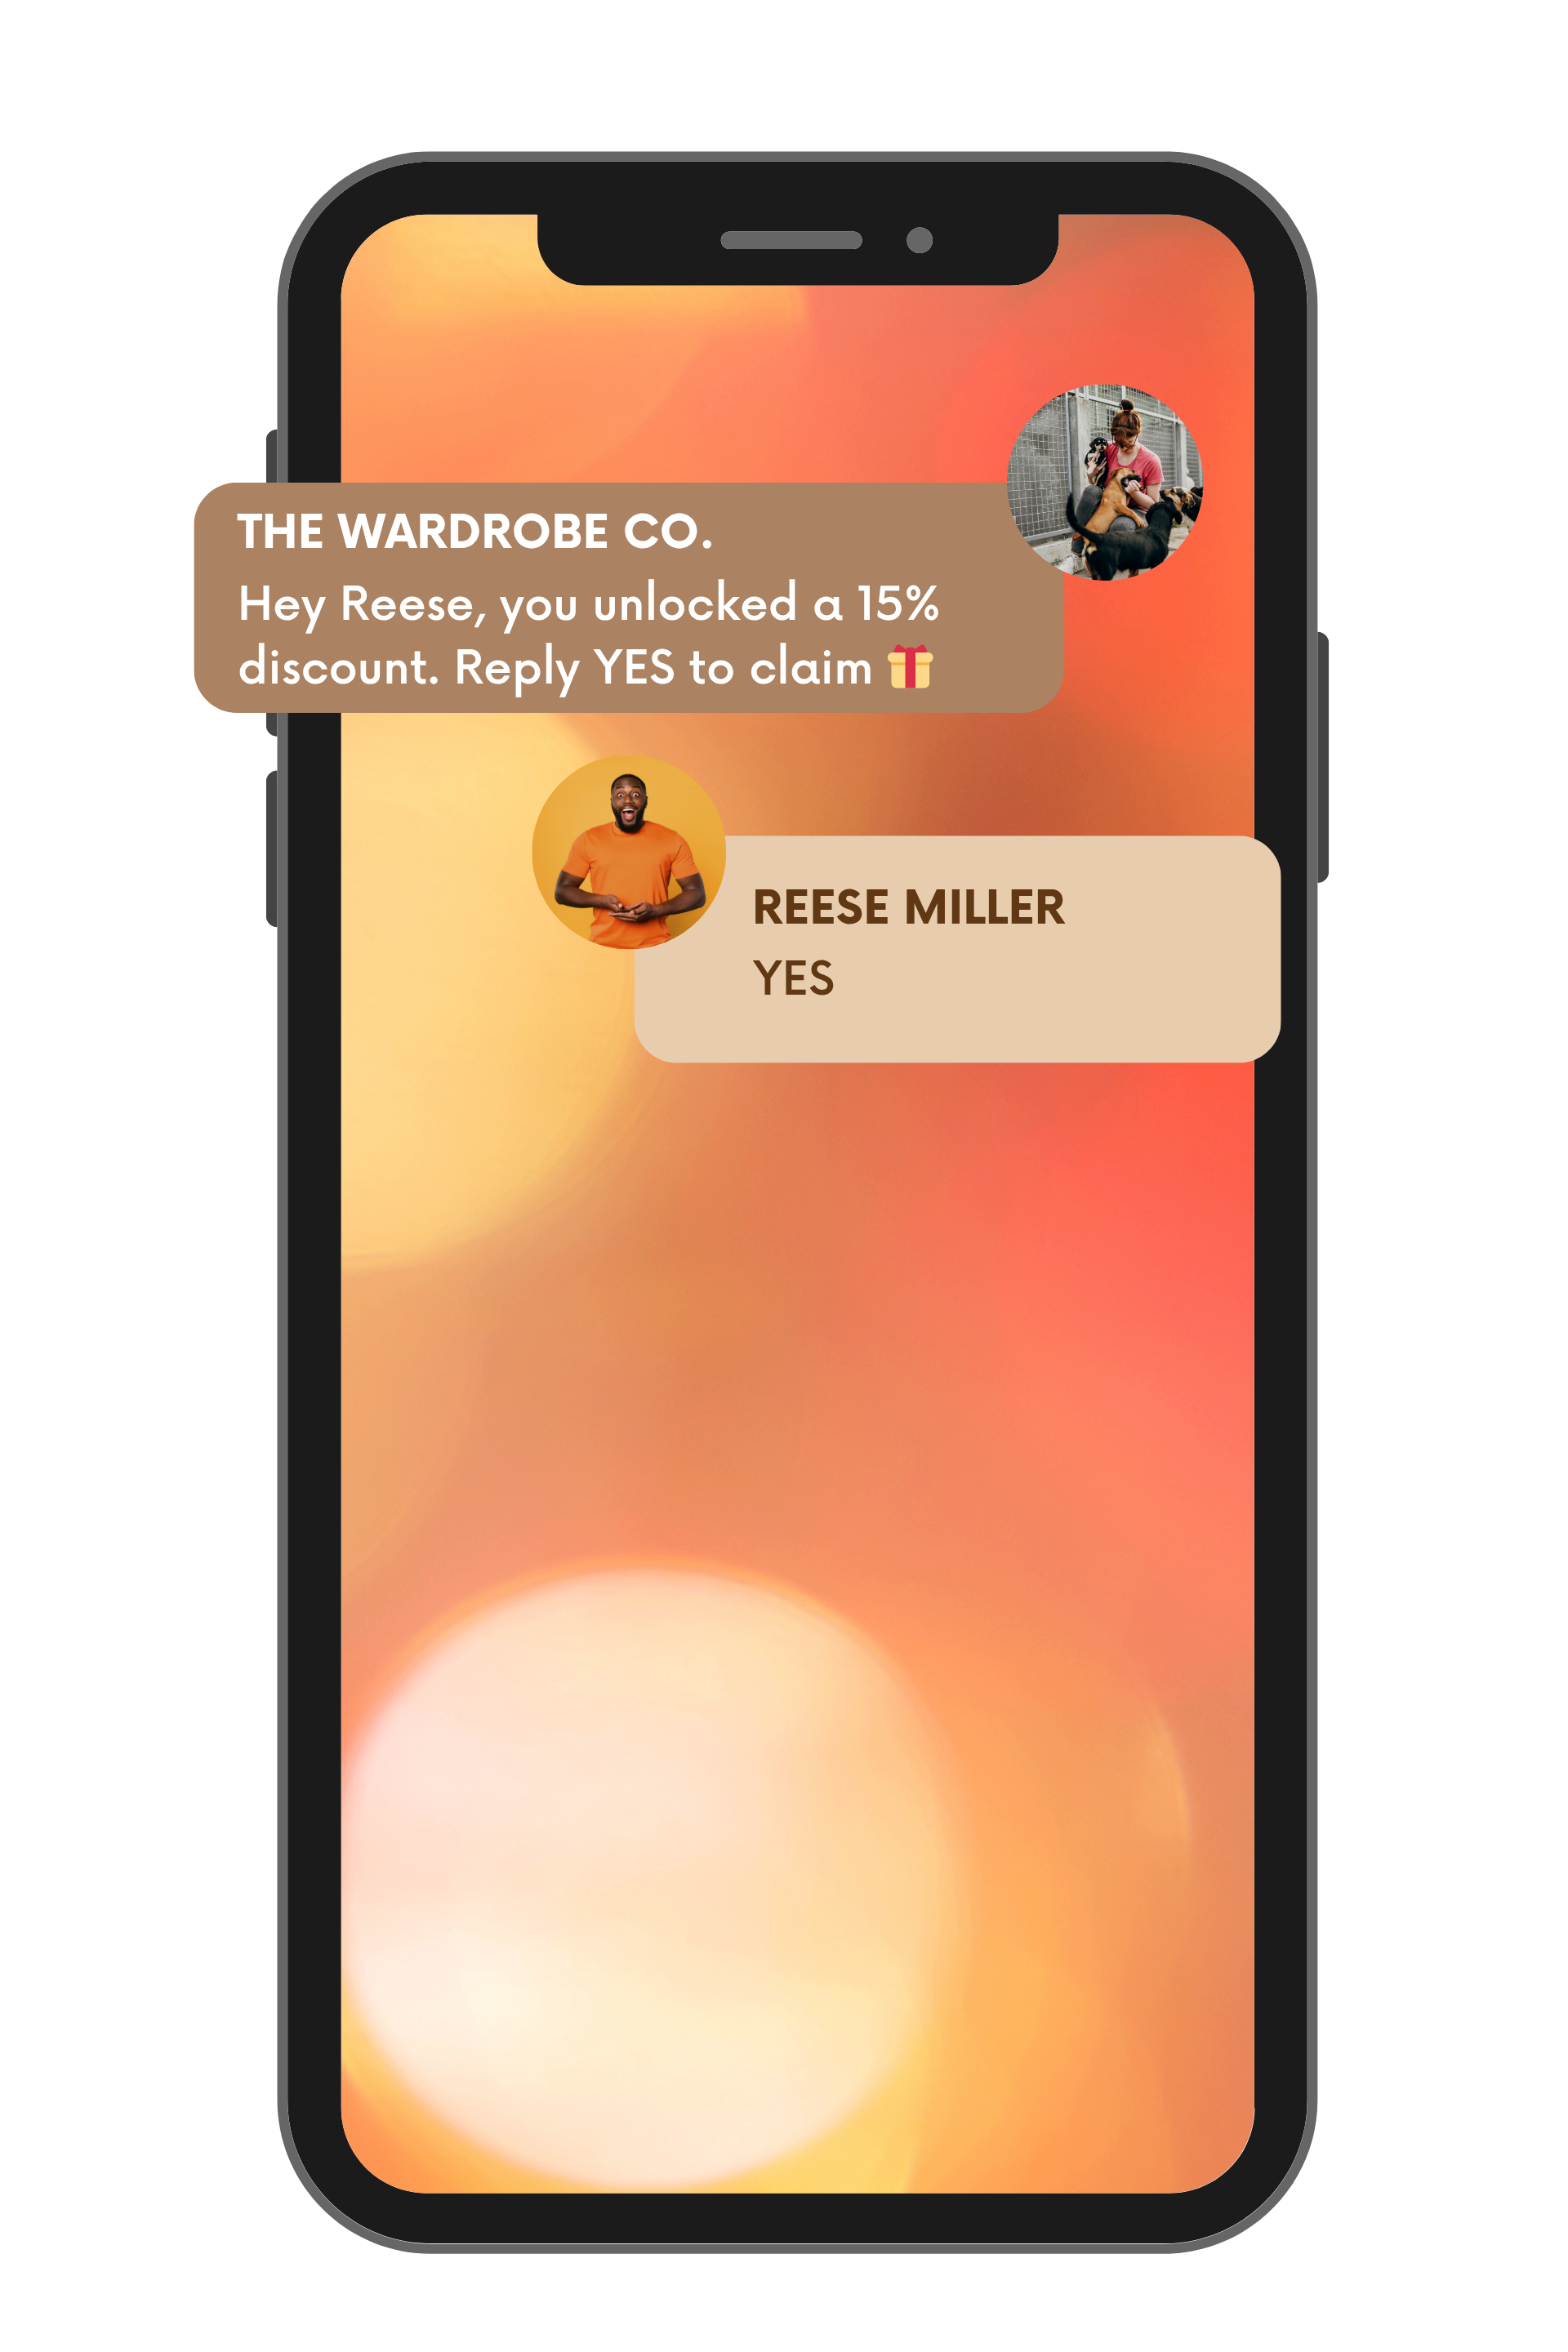 THE WARDROBE CO.
Hey Reese, you unlocked a 15%
discount. Reply YES to claim 🎁
REESE MILLER
YES